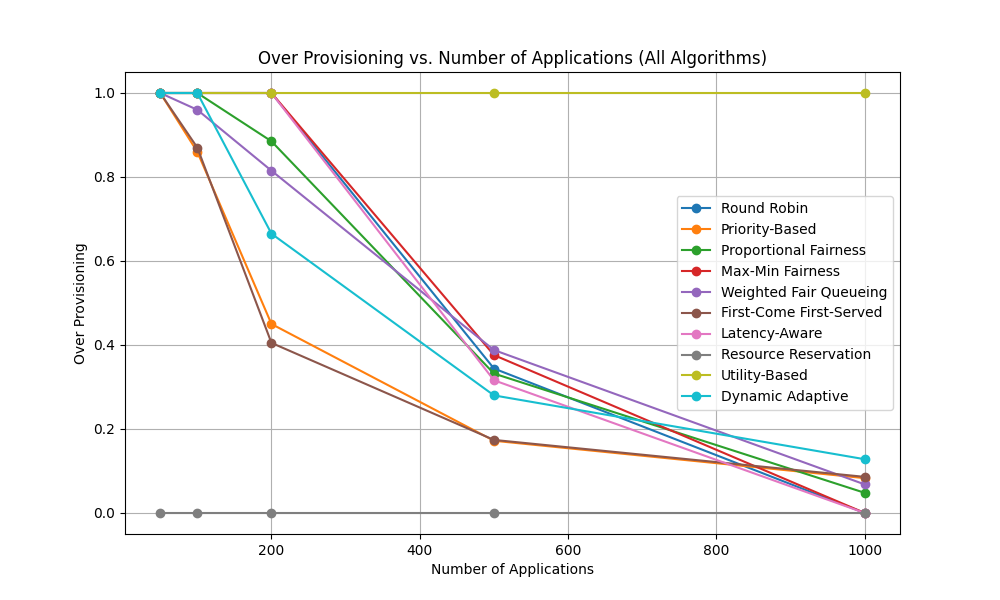 Over Provisioning vs. Number of Applications (All Algorithms)
Over Provisioning
1.0
0.8
0.6
0.4
0.2
0.0
Round Robin
Priority-Based
Proportional Fairness
Max-Min Fairness
Weighted Fair Queueing
First-Come First-Served
Latency-Aware
Resource Reservation
Utility-Based
Dynamic Adaptive
200 400 600 800 1000
Number of Applications